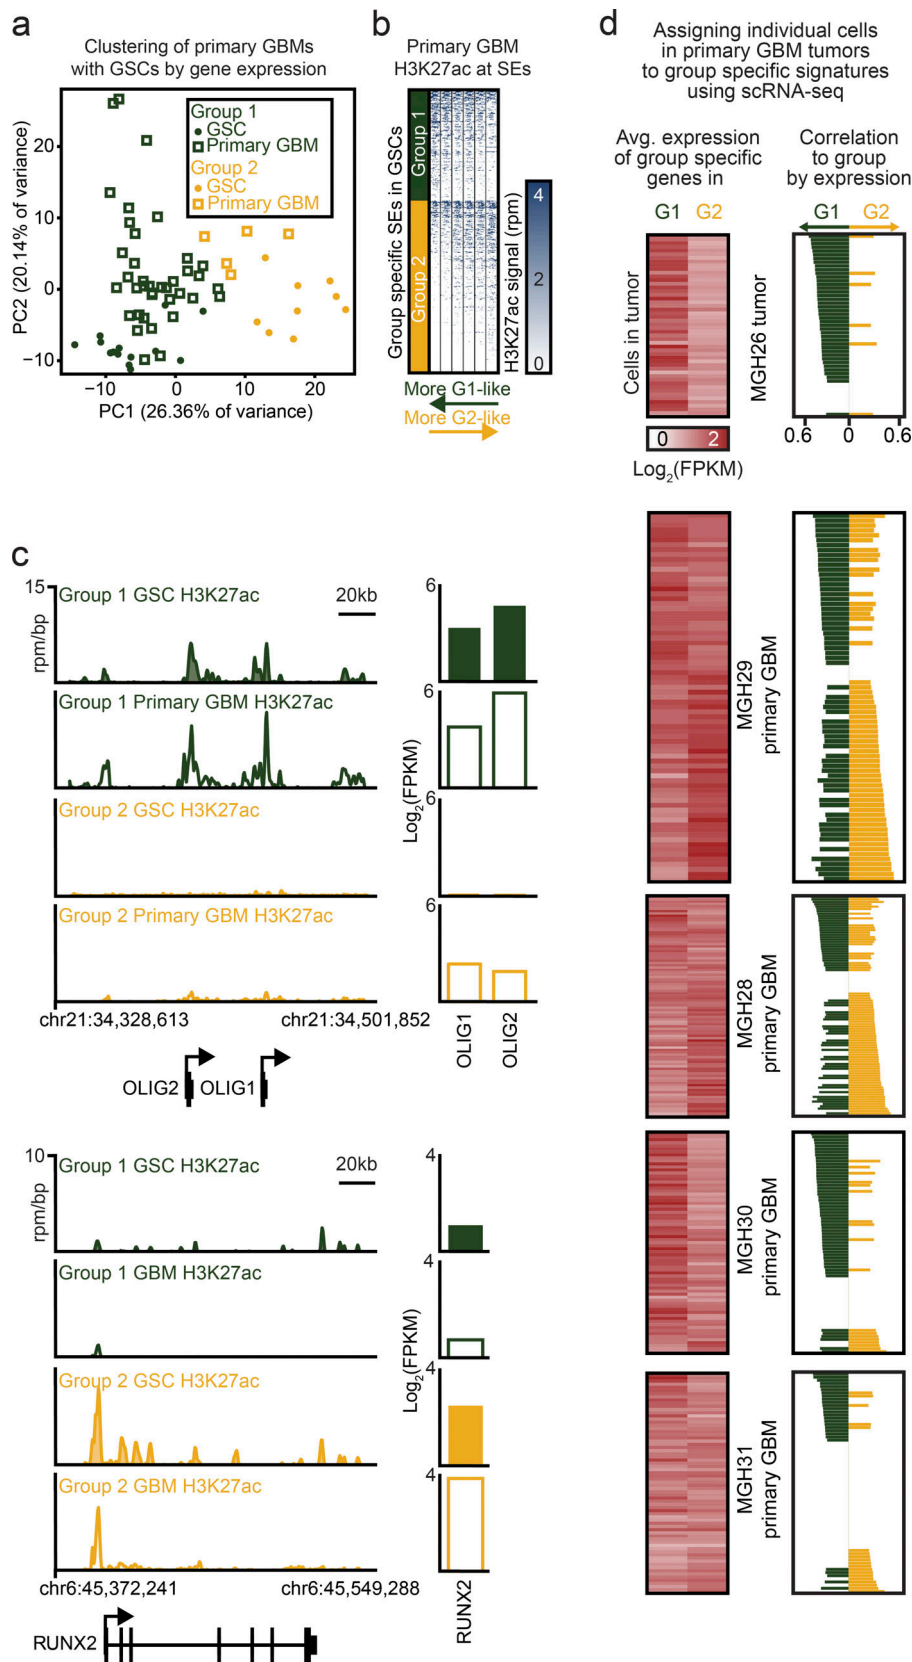 a
Clustering of primary GBMs
with GSCs by gene expression
PC2 (20.14% of variance)
20
10
0
−10
Group 1
GSC
Primary GBM
Group 2
GSC
Primary GBM
−10
0
10
20
PC1 (26.36% of variance)
b
Primary GBM
H3K27ac at SEs
Group specific SEs in GSCs
Group 1
Group 2
H3K27ac signal (rpm)
4
2
0
More G1-like
More G2-like
c
15
rpm/bp
Group 1 GSC H3K27ac
20kb
Group 1 Primary GBM H3K27ac
Group 2 GSC H3K27ac
Group 2 Primary GBM H3K27ac
chr21:34,328,613
chr21:34,501,852
OLIG2
OLIG1
6
6
6
6
Log2(FPKM)
OLIG1
OLIG2
10
rpm/bp
Group 1 GSC H3K27ac
20kb
Group 1 GBM H3K27ac
Group 2 GSC H3K27ac
Group 2 GBM H3K27ac
chr6:45,372,241
chr6:45,549,288
RUNX2
4
4
4
4
Log2(FPKM)
RUNX2
d
Assigning individual cells
in primary GBM tumors
to group specific signatures
using scRNA-seq
Avg. expression
of group specific
genes in
G1
G2
Correlation
to group
by expression
G1
G2
Cells in tumor
MGH26 tumor
0
2
Log2(FPKM)
0.6
0
0.6
MGH29
primary GBM
MGH28
primary GBM
MGH30
primary GBM
MGH31
primary GBM